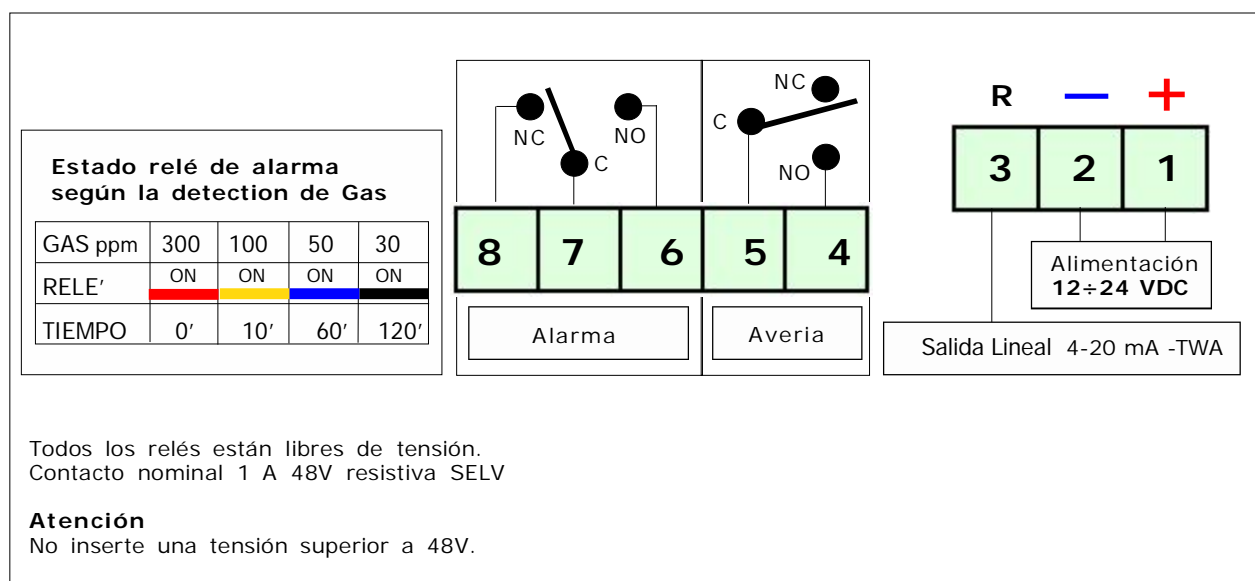 Estado relé de alarma
según la detection de Gas
GAS ppm 300 100 50 30
RELE' ON ON ON ON
TIEMPO 0' 10' 60' 120'
NC
NO
C
NC
C
NO
8 7 6 5 4
Alarma
Averia
R — +
3 2 1
Alimentación
12÷24 VDC
Salida Lineal 4-20 mA -TWA
Todos los relés están libres de tensión.
Contacto nominal 1 A 48V resistiva SELV
Atención
No inserte una tensión superior a 48V.